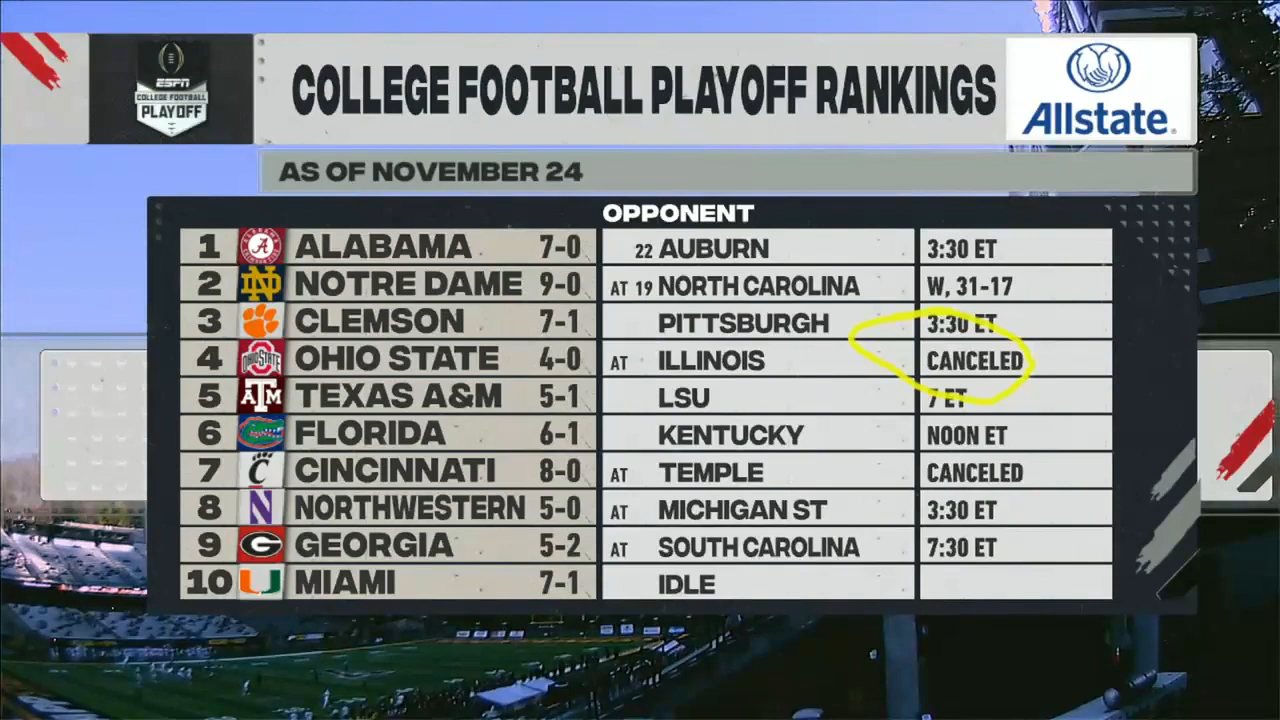 ESPN
COLLEGE FOOTBALL
PLAYOFF
COLLEGE FOOTBALL PLAYOFF RANKINGS
Allstate.
AS OF NOVEMBER 24
OPPONENT
1 A ALABAMA 7-0 22 AUBURN 3:30 ET
2 ND NOTRE DAME 9-0 AT 19 NORTH CAROLINA W, 31-17
3 CLEMSON 7-1 PITTSBURGH 3:30 ET
4 OHIO STATE OHIO STATE 4-0 AT ILLINOIS CANCELED
5 ATM TEXAS A&M 5-1 LSU 7 ET
6 FLORIDA 6-1 KENTUCKY NOON ET
7 C CINCINNATI 8-0 AT TEMPLE CANCELED
8 N NORTHWESTERN 5-0 AT MICHIGAN ST 3:30 ET
9 G GEORGIA 5-2 AT SOUTH CAROLINA 7:30 ET
10 U MIAMI 7-1 IDLE